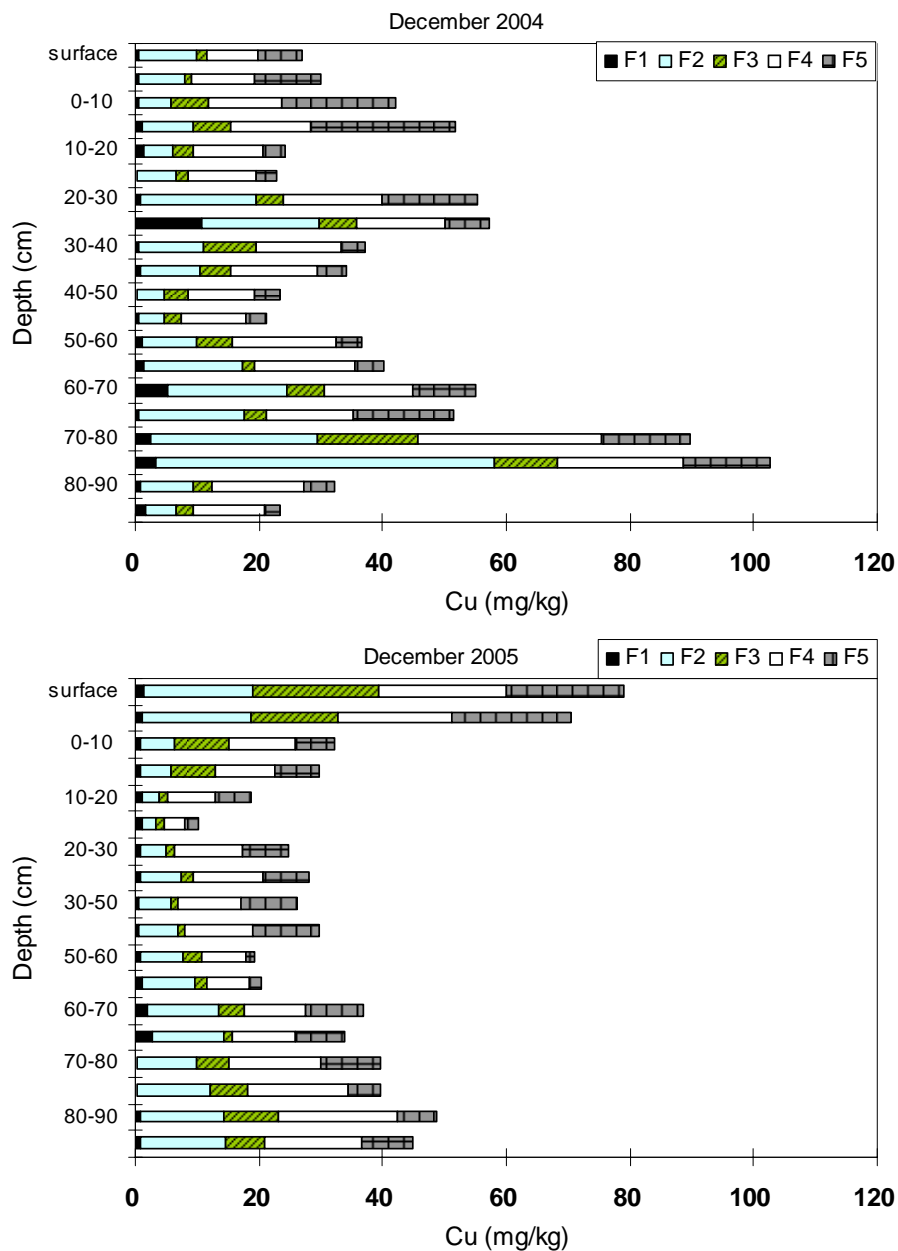 December 2004
F1 F2 F3 F4 F5
surface
0-10
10-20
20-30
30-40
40-50
50-60
60-70
70-80
80-90
Depth (cm)
0 20 40 60 80 100 120
Cu (mg/kg)
December 2005
F1 F2 F3 F4 F5
surface
0-10
10-20
20-30
30-50
50-60
60-70
70-80
80-90
Depth (cm)
0 20 40 60 80 100 120
Cu (mg/kg)